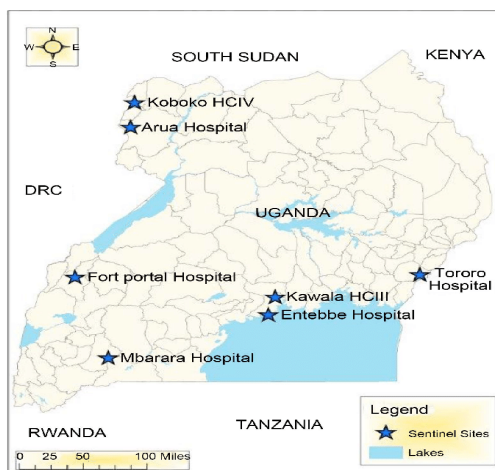 N
W E
S
SOUTH SUDAN
KENYA
Koboko HCIV
Arua Hospital
DRC
UGANDA
Fort portal Hospital
Tororo
Hospital
Kawala HCIII
Entebbe Hospital
Mbarara Hospital
RWANDA
TANZANIA
0 25 50 100 Miles
Legend
Sentinel Sites
Lakes